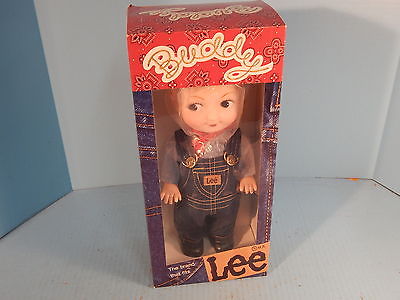 Buddy
Lee
The brand
that fits
Lee